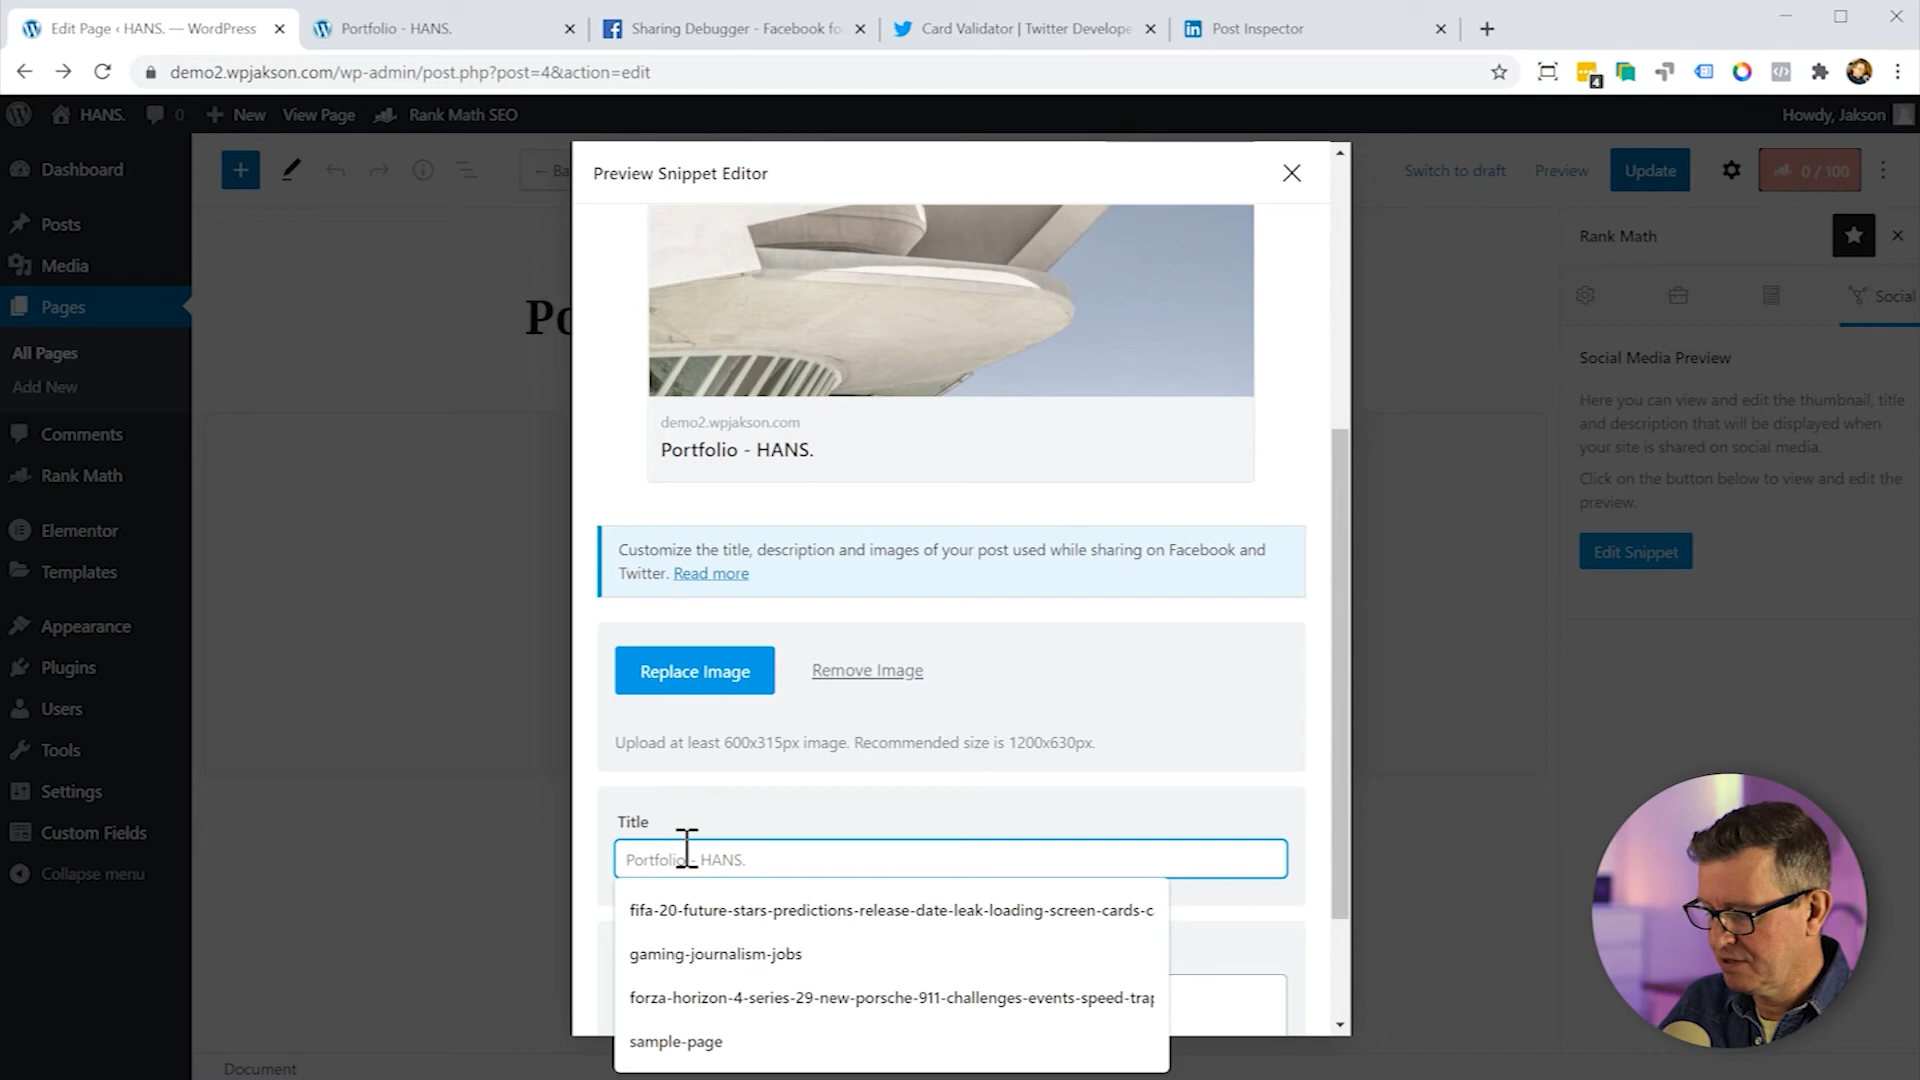 Edit Page ‹ HANS. — WordPress
Portfolio - HANS.
Sharing Debugger - Facebook fo
Card Validator | Twitter Develope
Post Inspector
demo2.wpjakson.com/wp-admin/post.php?post=4&action=edit
4
HANS.
0
New
View Page
Rank Math SEO
Howdy, Jakson
Dashboard
Posts
Media
Pages
All Pages
Add New
Comments
Rank Math
Elementor
Templates
Appearance
Plugins
Users
Tools
Settings
Custom Fields
Collapse menu
← Ba
Switch to draft
Preview
Update
0 / 100
Po
Preview Snippet Editor
demo2.wpjakson.com
Portfolio - HANS.
Customize the title, description and images of your post used while sharing on Facebook and
Twitter. Read more
Replace Image
Remove Image
Upload at least 600x315px image. Recommended size is 1200x630px.
Title
Portfolio - HANS.
fifa-20-future-stars-predictions-release-date-leak-loading-screen-cards-c
gaming-journalism-jobs
forza-horizon-4-series-29-new-porsche-911-challenges-events-speed-trap
sample-page
Rank Math
Social
Social Media Preview
Here you can view and edit the thumbnail, title
and description that will be displayed when
your site is shared on social media.
Click on the button below to view and edit the
preview.
Edit Snippet
Document